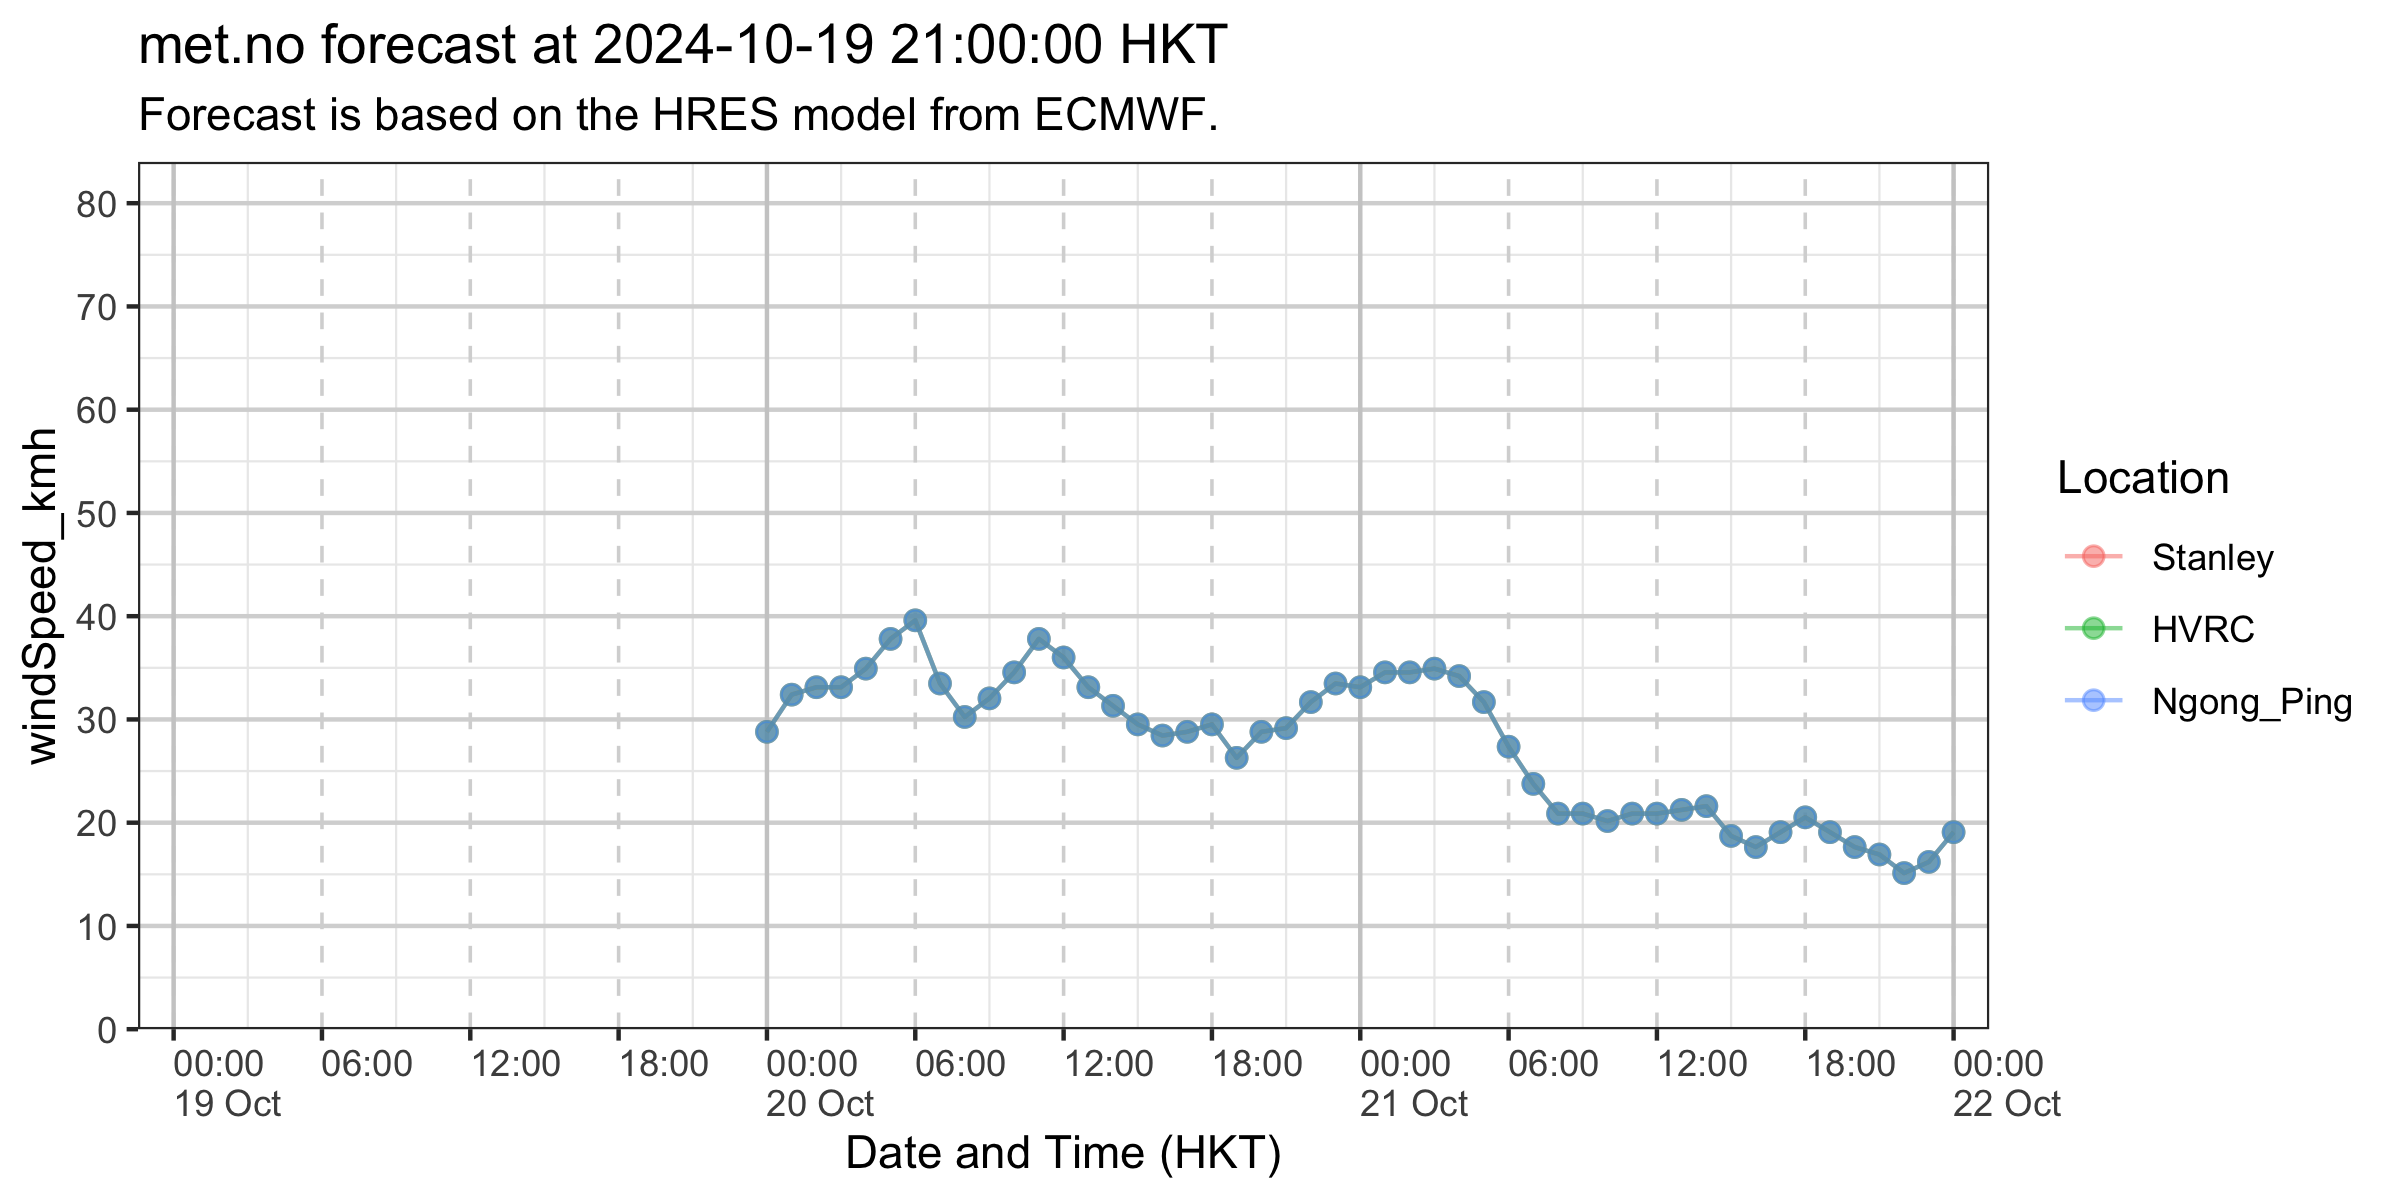 met.no forecast at 2024-10-19 21:00:00 HKT
Forecast is based on the HRES model from ECMWF.
windSpeed_kmh
80
70
60
50
40
30
20
10
0
00:00 06:00 12:00 18:00 00:00 06:00 12:00 18:00 00:00 06:00 12:00 18:00 00:00
19 Oct 20 Oct 21 Oct 22 Oct
Date and Time (HKT)
Location
Stanley
HVRC
Ngong_Ping